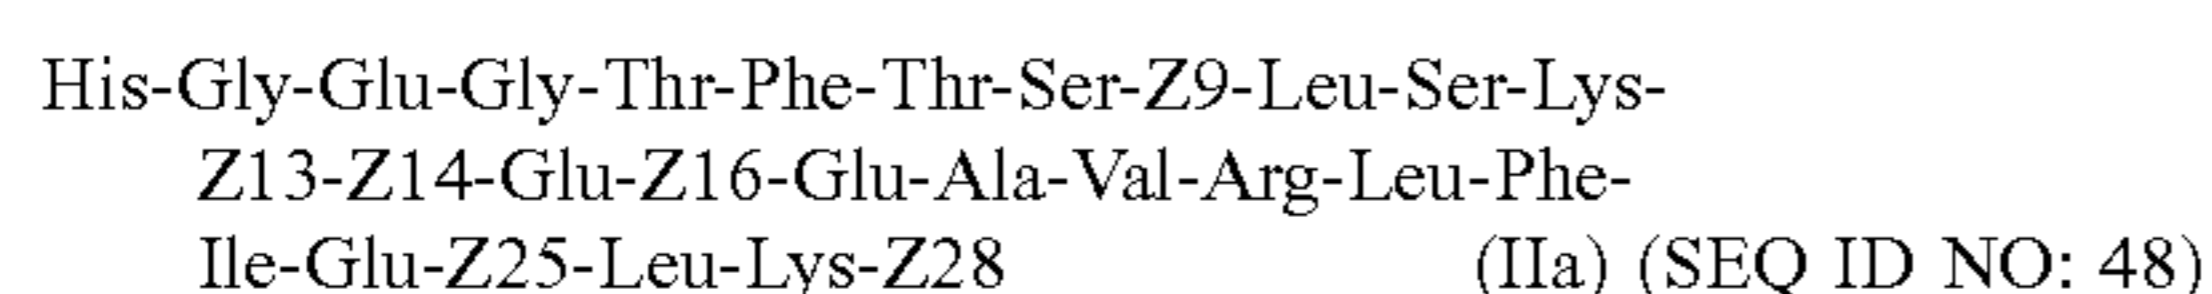 His-Gly-Glu-Gly-Thr-Phe-Thr-Ser-Z9-Leu-Ser-Lys-
Z13-Z14-Glu-Z16-Glu-Ala-Val-Arg-Leu-Phe-
Ile-Glu-Z25-Leu-Lys-Z28 (IIa) (SEQ ID NO: 48)